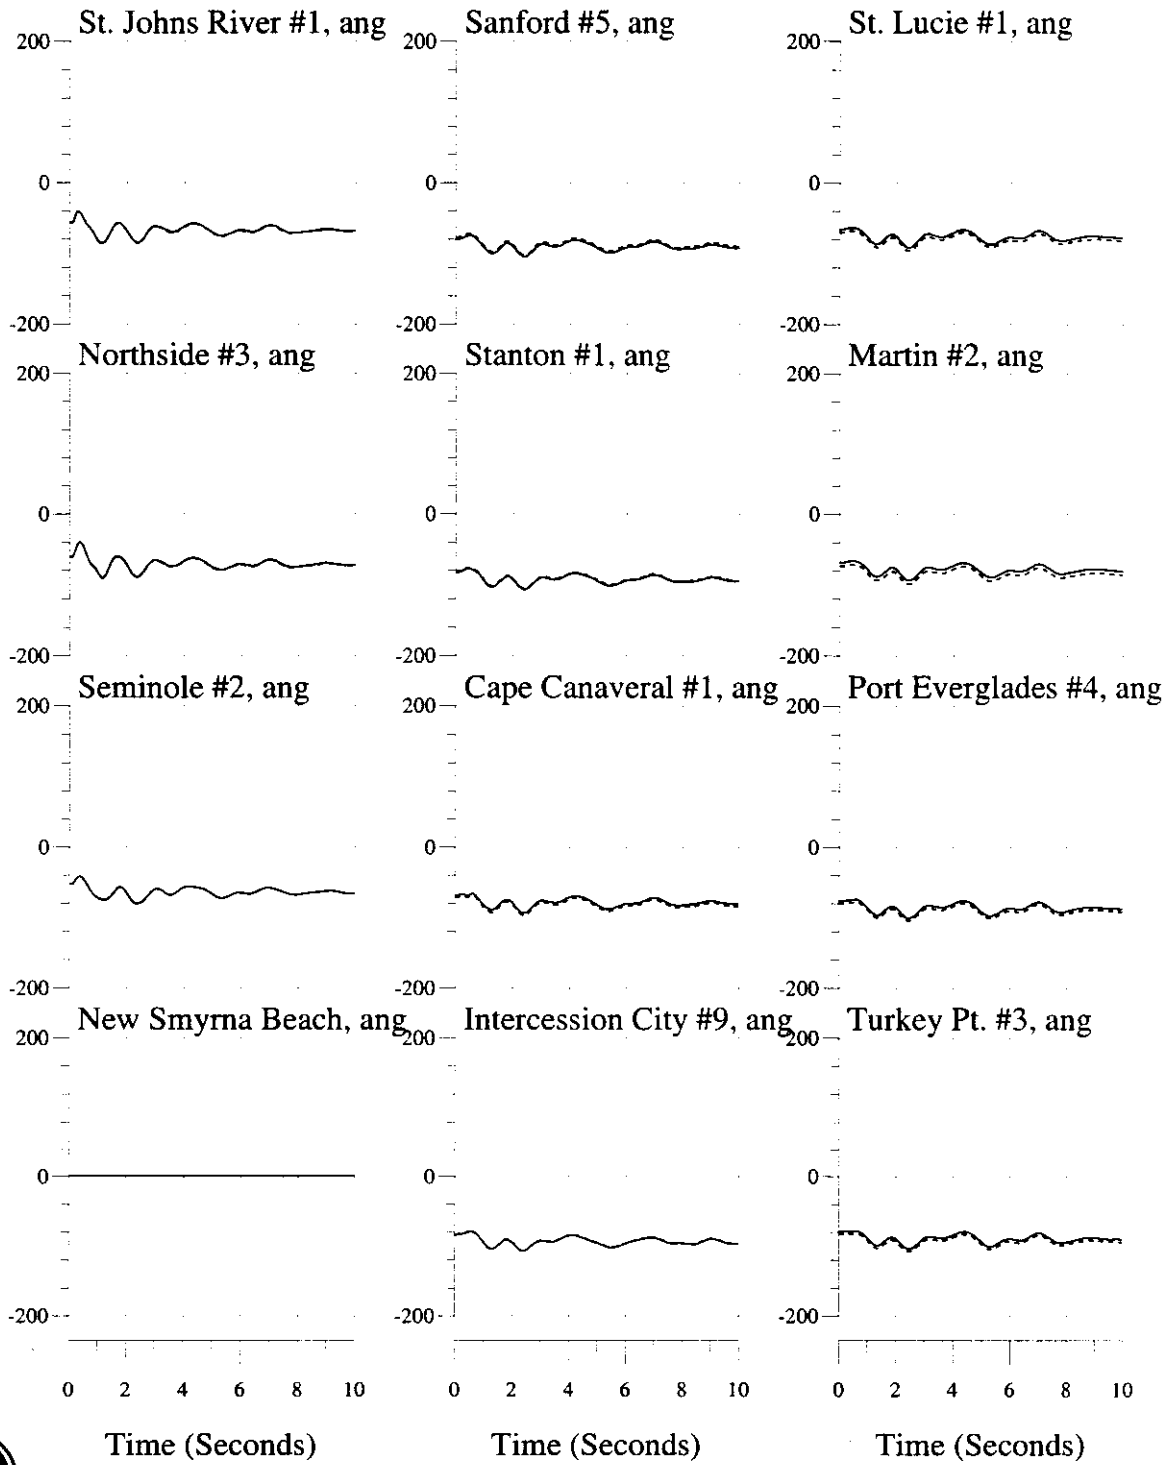 St. Johns River #1, ang
Sanford #5, ang
St. Lucie #1, ang
200
0
-200
200
0
-200
200
0
-200
Northside #3, ang
Stanton #1, ang
Martin #2, ang
200
0
-200
200
0
-200
200
0
-200
Seminole #2, ang
Cape Canaveral #1, ang
Port Everglades #4, ang
200
0
-200
200
0
-200
200
0
-200
New Smyrna Beach, ang
Intercession City #9, ang
Turkey Pt. #3, ang
200
0
-200
200
0
-200
200
0
-200
0 2 4 6 8 10
0 2 4 6 8 10
0 2 4 6 8 10
Time (Seconds)
Time (Seconds)
Time (Seconds)